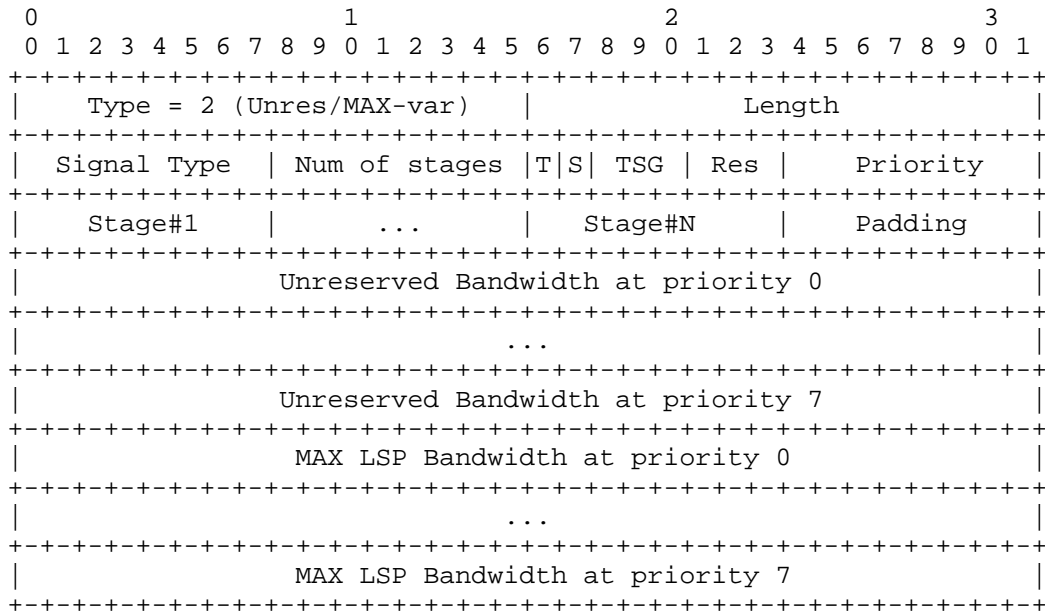 0                   1                   2                   3
 0 1 2 3 4 5 6 7 8 9 0 1 2 3 4 5 6 7 8 9 0 1 2 3 4 5 6 7 8 9 0 1
+-+-+-+-+-+-+-+-+-+-+-+-+-+-+-+-+-+-+-+-+-+-+-+-+-+-+-+-+-+-+-+-+
|    Type = 2 (Unres/MAX-var)   |             Length            |
+-+-+-+-+-+-+-+-+-+-+-+-+-+-+-+-+-+-+-+-+-+-+-+-+-+-+-+-+-+-+-+-+
|  Signal Type  | Num of stages |T|S| TSG | Res |    Priority   |
+-+-+-+-+-+-+-+-+-+-+-+-+-+-+-+-+-+-+-+-+-+-+-+-+-+-+-+-+-+-+-+-+
|    Stage#1    |      ...      |   Stage#N     |    Padding    |
+-+-+-+-+-+-+-+-+-+-+-+-+-+-+-+-+-+-+-+-+-+-+-+-+-+-+-+-+-+-+-+-+
|                Unreserved Bandwidth at priority 0             |
+-+-+-+-+-+-+-+-+-+-+-+-+-+-+-+-+-+-+-+-+-+-+-+-+-+-+-+-+-+-+-+-+
|                              ...                              |
+-+-+-+-+-+-+-+-+-+-+-+-+-+-+-+-+-+-+-+-+-+-+-+-+-+-+-+-+-+-+-+-+
|                Unreserved Bandwidth at priority 7             |
+-+-+-+-+-+-+-+-+-+-+-+-+-+-+-+-+-+-+-+-+-+-+-+-+-+-+-+-+-+-+-+-+
|                 MAX LSP Bandwidth at priority 0               |
+-+-+-+-+-+-+-+-+-+-+-+-+-+-+-+-+-+-+-+-+-+-+-+-+-+-+-+-+-+-+-+-+
|                              ...                              |
+-+-+-+-+-+-+-+-+-+-+-+-+-+-+-+-+-+-+-+-+-+-+-+-+-+-+-+-+-+-+-+-+
|                 MAX LSP Bandwidth at priority 7               |
+-+-+-+-+-+-+-+-+-+-+-+-+-+-+-+-+-+-+-+-+-+-+-+-+-+-+-+-+-+-+-+-+